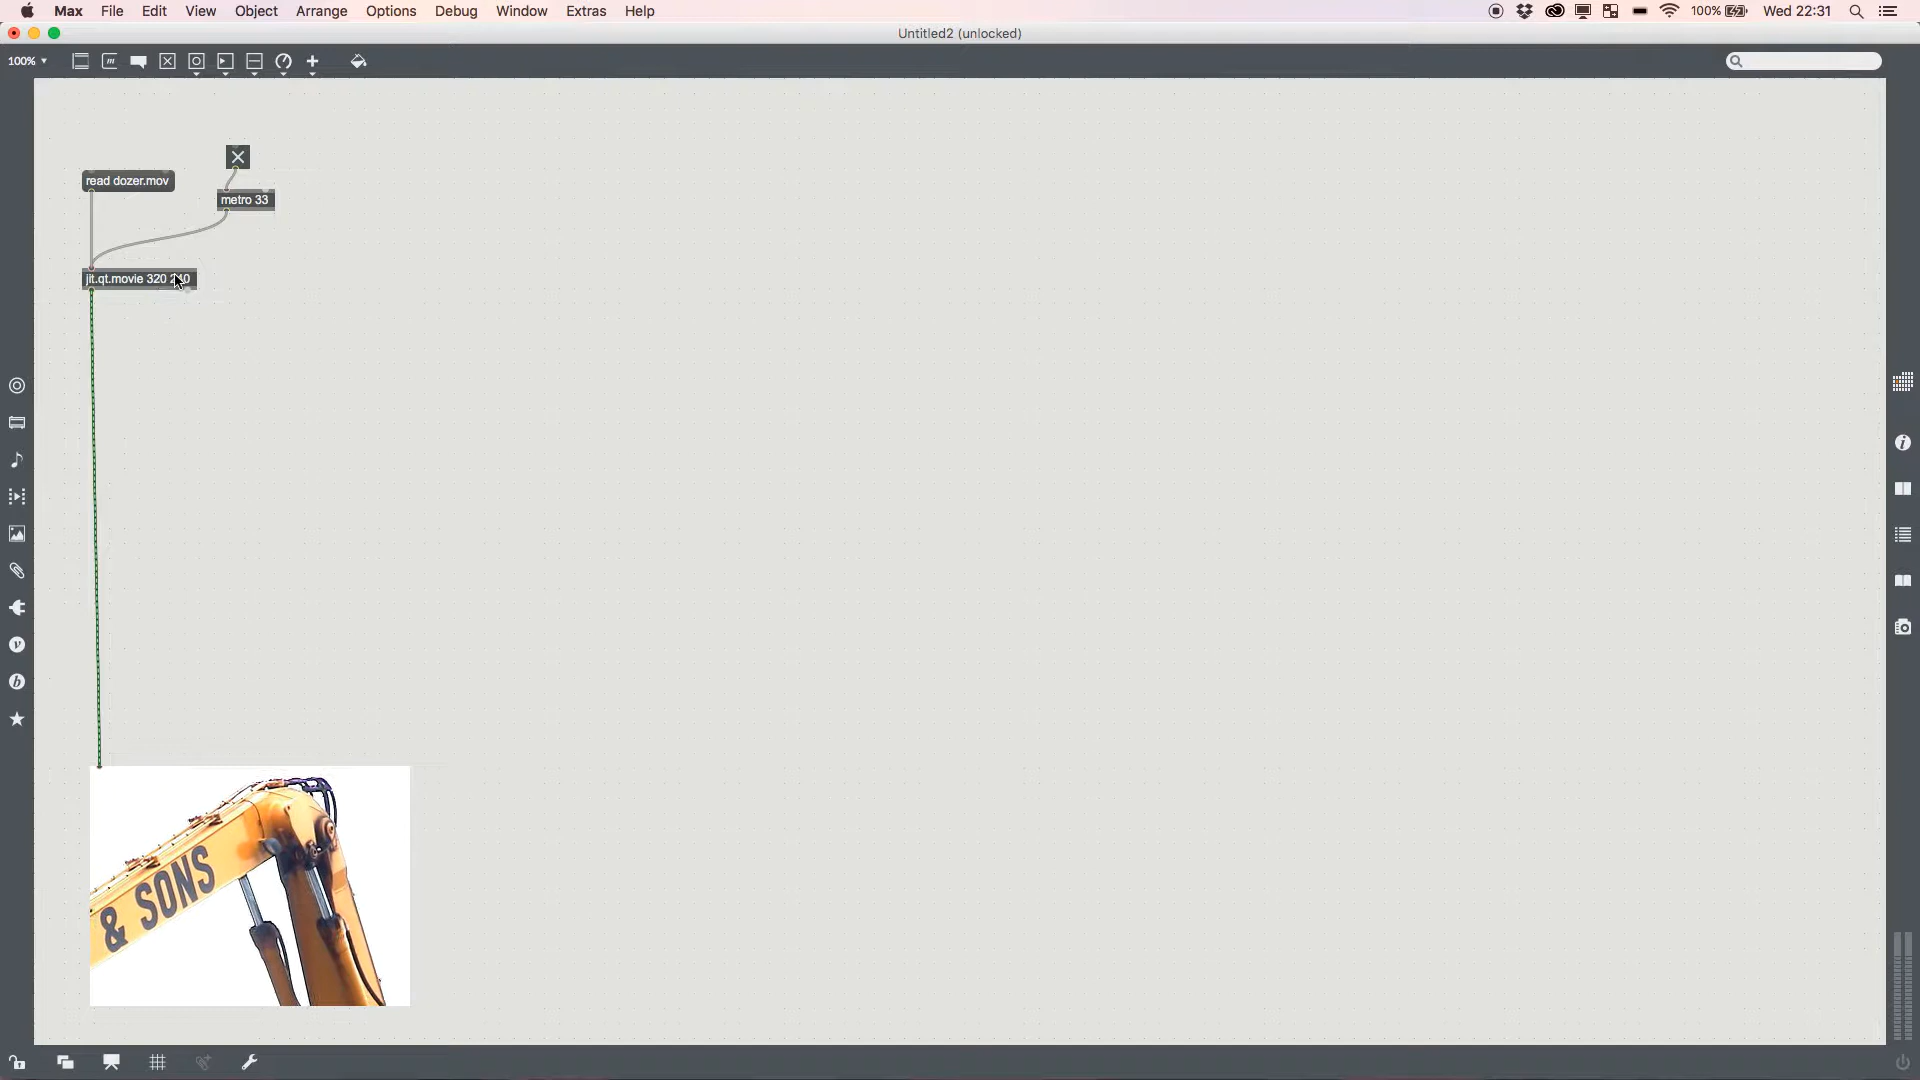 Max File Edit View Object Arrange Options Debug Window Extras Help 100% Wed 22:31
Untitled2 (unlocked)
100%
read dozer.mov
metro 33
jit.qt.movie 320 240
& SONS